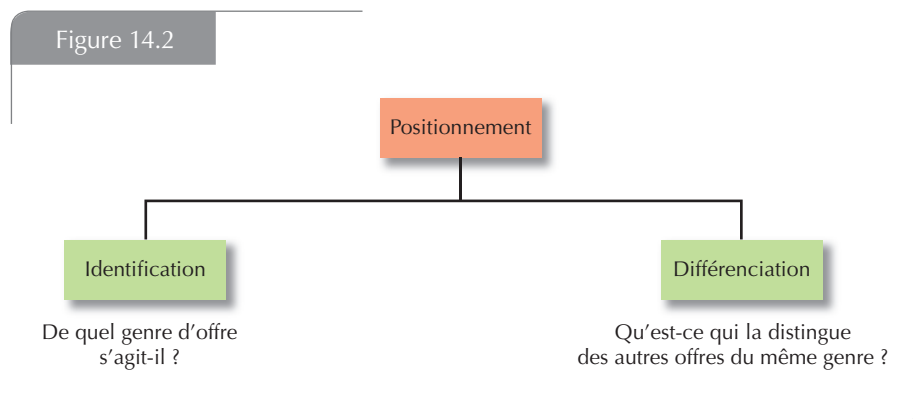 Figure 14.2
Positionnement
Identification
Différenciation
De quel genre d’offre
s’agit-il ?
Qu’est-ce qui la distingue
des autres offres du même genre ?